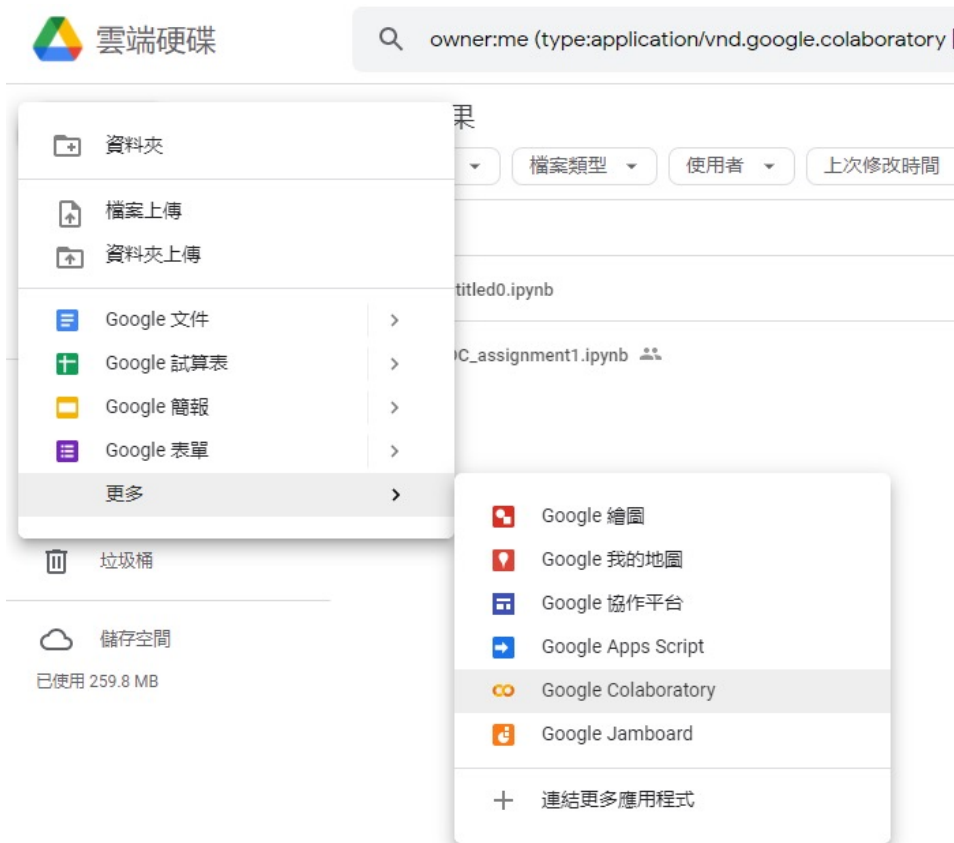 雲端硬碟
owner:me (type:application/vnd.google.colaboratory
果
檔案類型
使用者
上次修改時間
資料夾
檔案上傳
資料夾上傳
Google 文件
Google 試算表
Google 簡報
Google 表單
更多
titled0.ipynb
C_assignment1.ipynb
Google 繪圖
Google 我的地圖
Google 協作平台
Google Apps Script
Google Colaboratory
Google Jamboard
連結更多應用程式
垃圾桶
儲存空間
已使用 259.8 MB